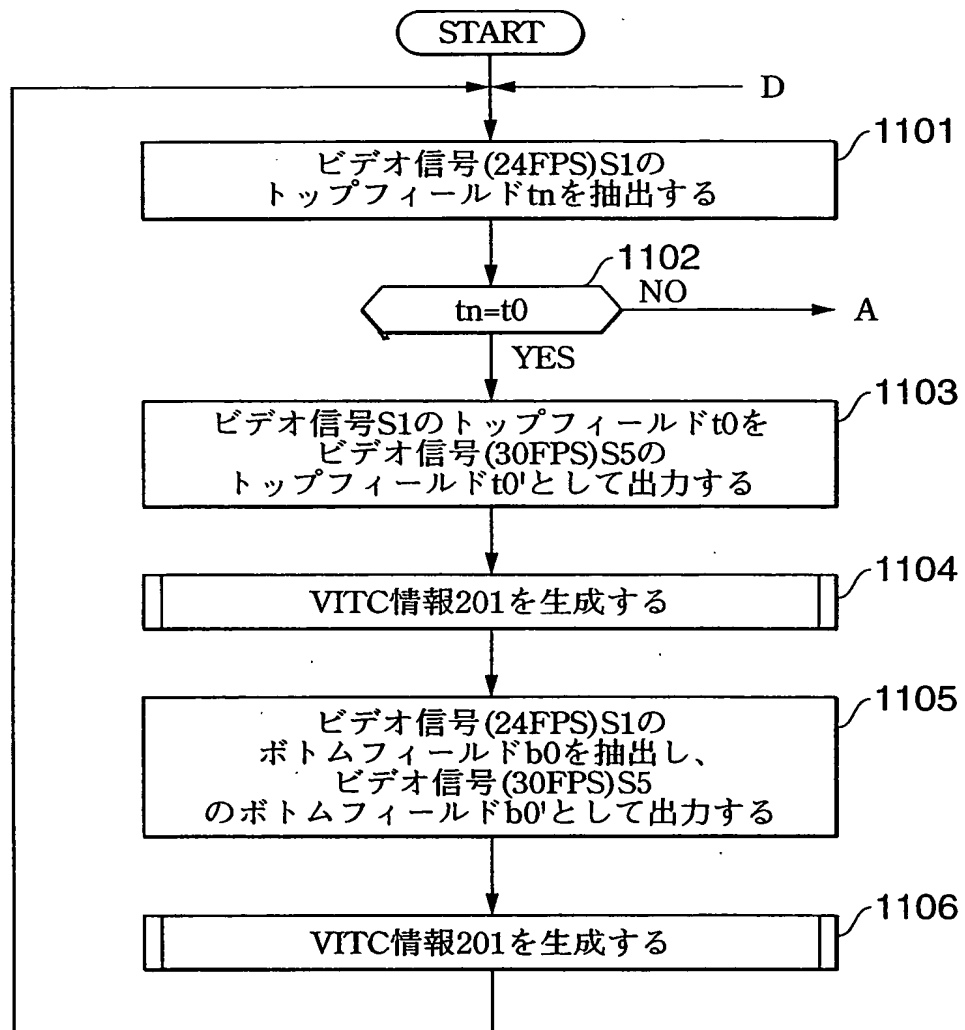 START
D
1101
ビデオ信号(24FPS)S1の
トップフィールドtnを抽出する
1102
tn=t0
NO
A
YES
1103
ビデオ信号S1のトップフィールドt0を
ビデオ信号(30FPS)S5の
トップフィールドt0'として出力する
1104
VITC情報201を生成する
1105
ビデオ信号(24FPS)S1の
ボトムフィールドb0を抽出し、
ビデオ信号(30FPS)S5
のボトムフィールドb0'として出力する
1106
VITC情報201を生成する